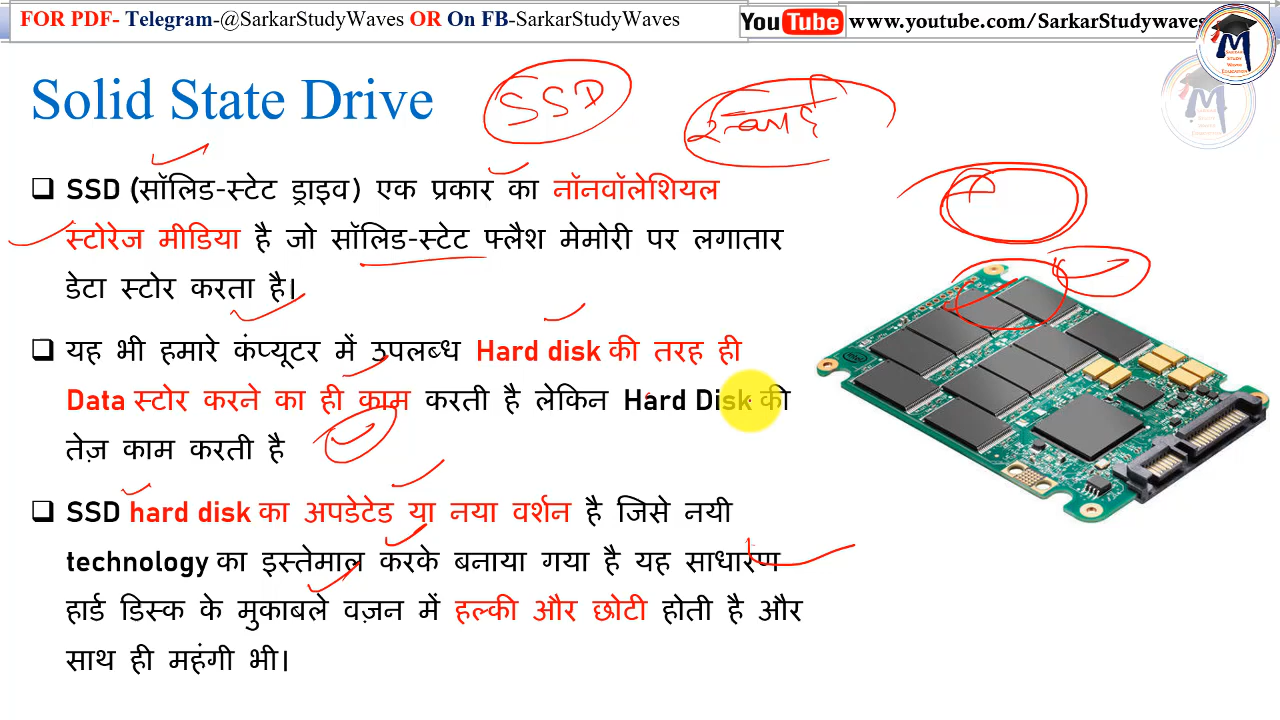 FOR PDF- Telegram-@SarkarStudyWaves OR On FB-SarkarStudyWaves
YouTube www.youtube.com/SarkarStudywaves
Solid State Drive
SSD
❑ SSD (सॉलिड-स्टेट ड्राइव) एक प्रकार का नॉनवॉलेशियल
स्टोरेज मीडिया है जो सॉलिड-स्टेट फ्लैश मेमोरी पर लगातार
डेटा स्टोर करता है।
❑ यह भी हमारे कंप्यूटर में उपलब्ध Hard disk की तरह ही
Data स्टोर करने का ही काम करती है लेकिन Hard Disk की
तेज़ काम करती है
❑ SSD hard disk का अपडेटेड या नया वर्शन है जिसे नयी
technology का इस्तेमाल करके बनाया गया है यह साधारण
हार्ड डिस्क के मुकाबले वज़न में हल्की और छोटी होती है और
साथ ही महंगी भी।